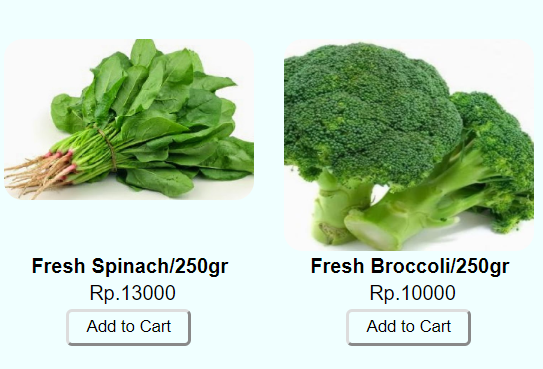 Fresh Spinach/250gr
Rp.13000
Add to Cart
Fresh Broccoli/250gr
Rp.10000
Add to Cart